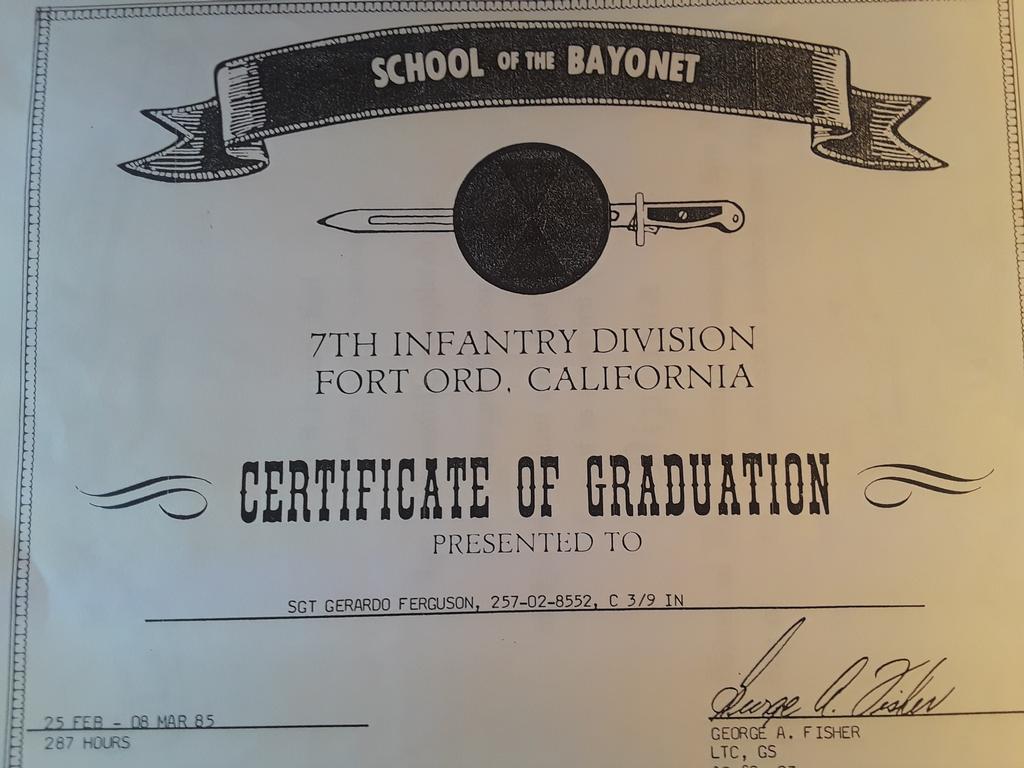 SCHOOL OF THE BAYONET
7TH INFANTRY DIVISION
FORT ORD, CALIFORNIA
CERTIFICATE OF GRADUATION
PRESENTED TO
SGT GERARDO FERGUSON, 257-02-8552, C 3/9 IN
George A. Fisher
25 FEB - 08 MAR 85
287 HOURS
GEORGE A. FISHER
LTC, GS